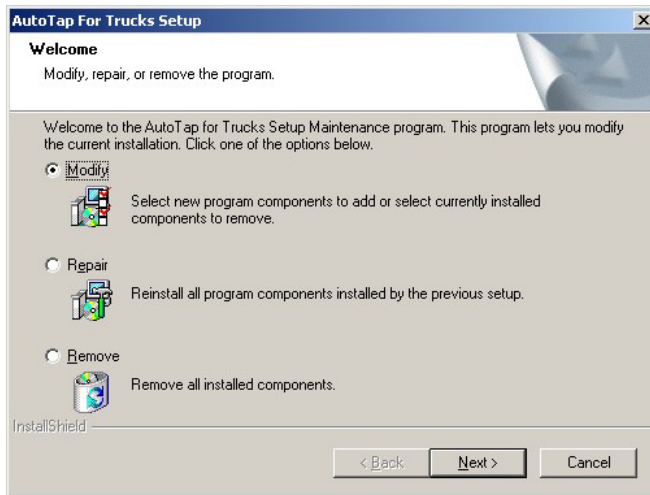 AutoTap For Trucks Setup
Welcome
Modify, repair, or remove the program.
Welcome to the AutoTap for Trucks Setup Maintenance program. This program lets you modify
the current installation. Click one of the options below.
Modify
Select new program components to add or select currently installed
components to remove.
Repair
Reinstall all program components installed by the previous setup.
Remove
Remove all installed components.
InstallShield
< Back Next > Cancel